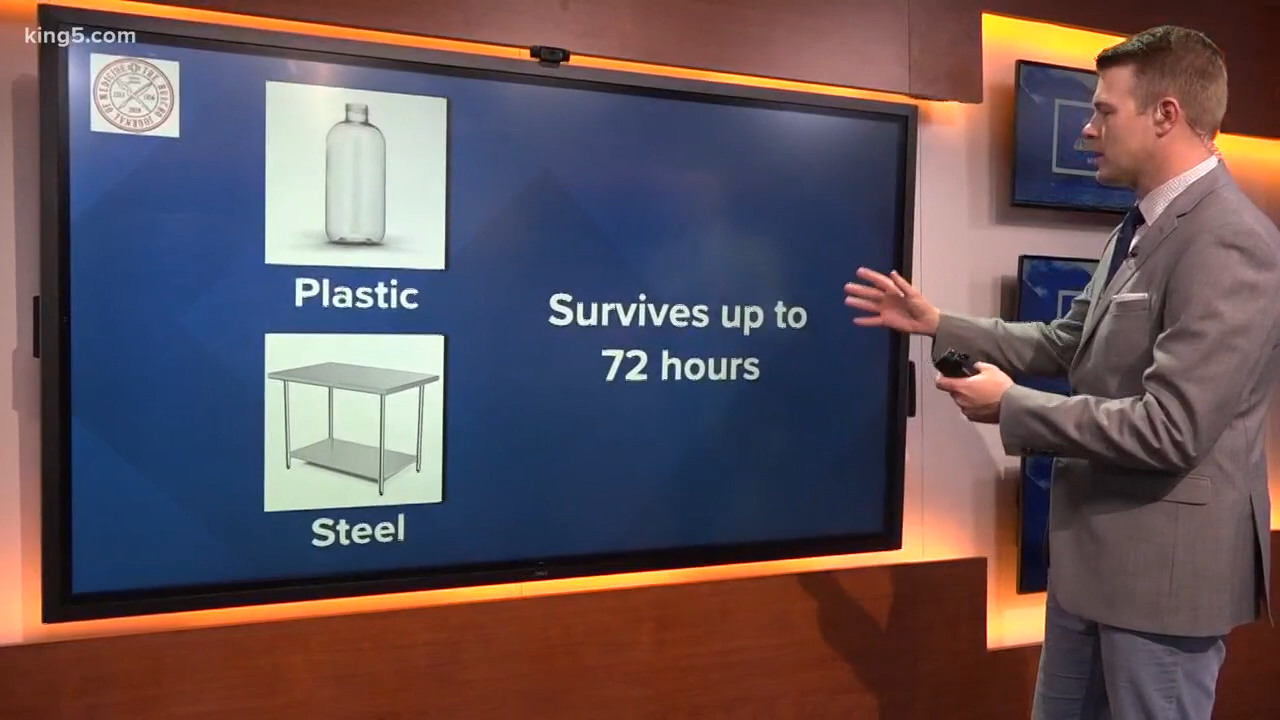 king5.com
Plastic
Survives up to
72 hours
Steel